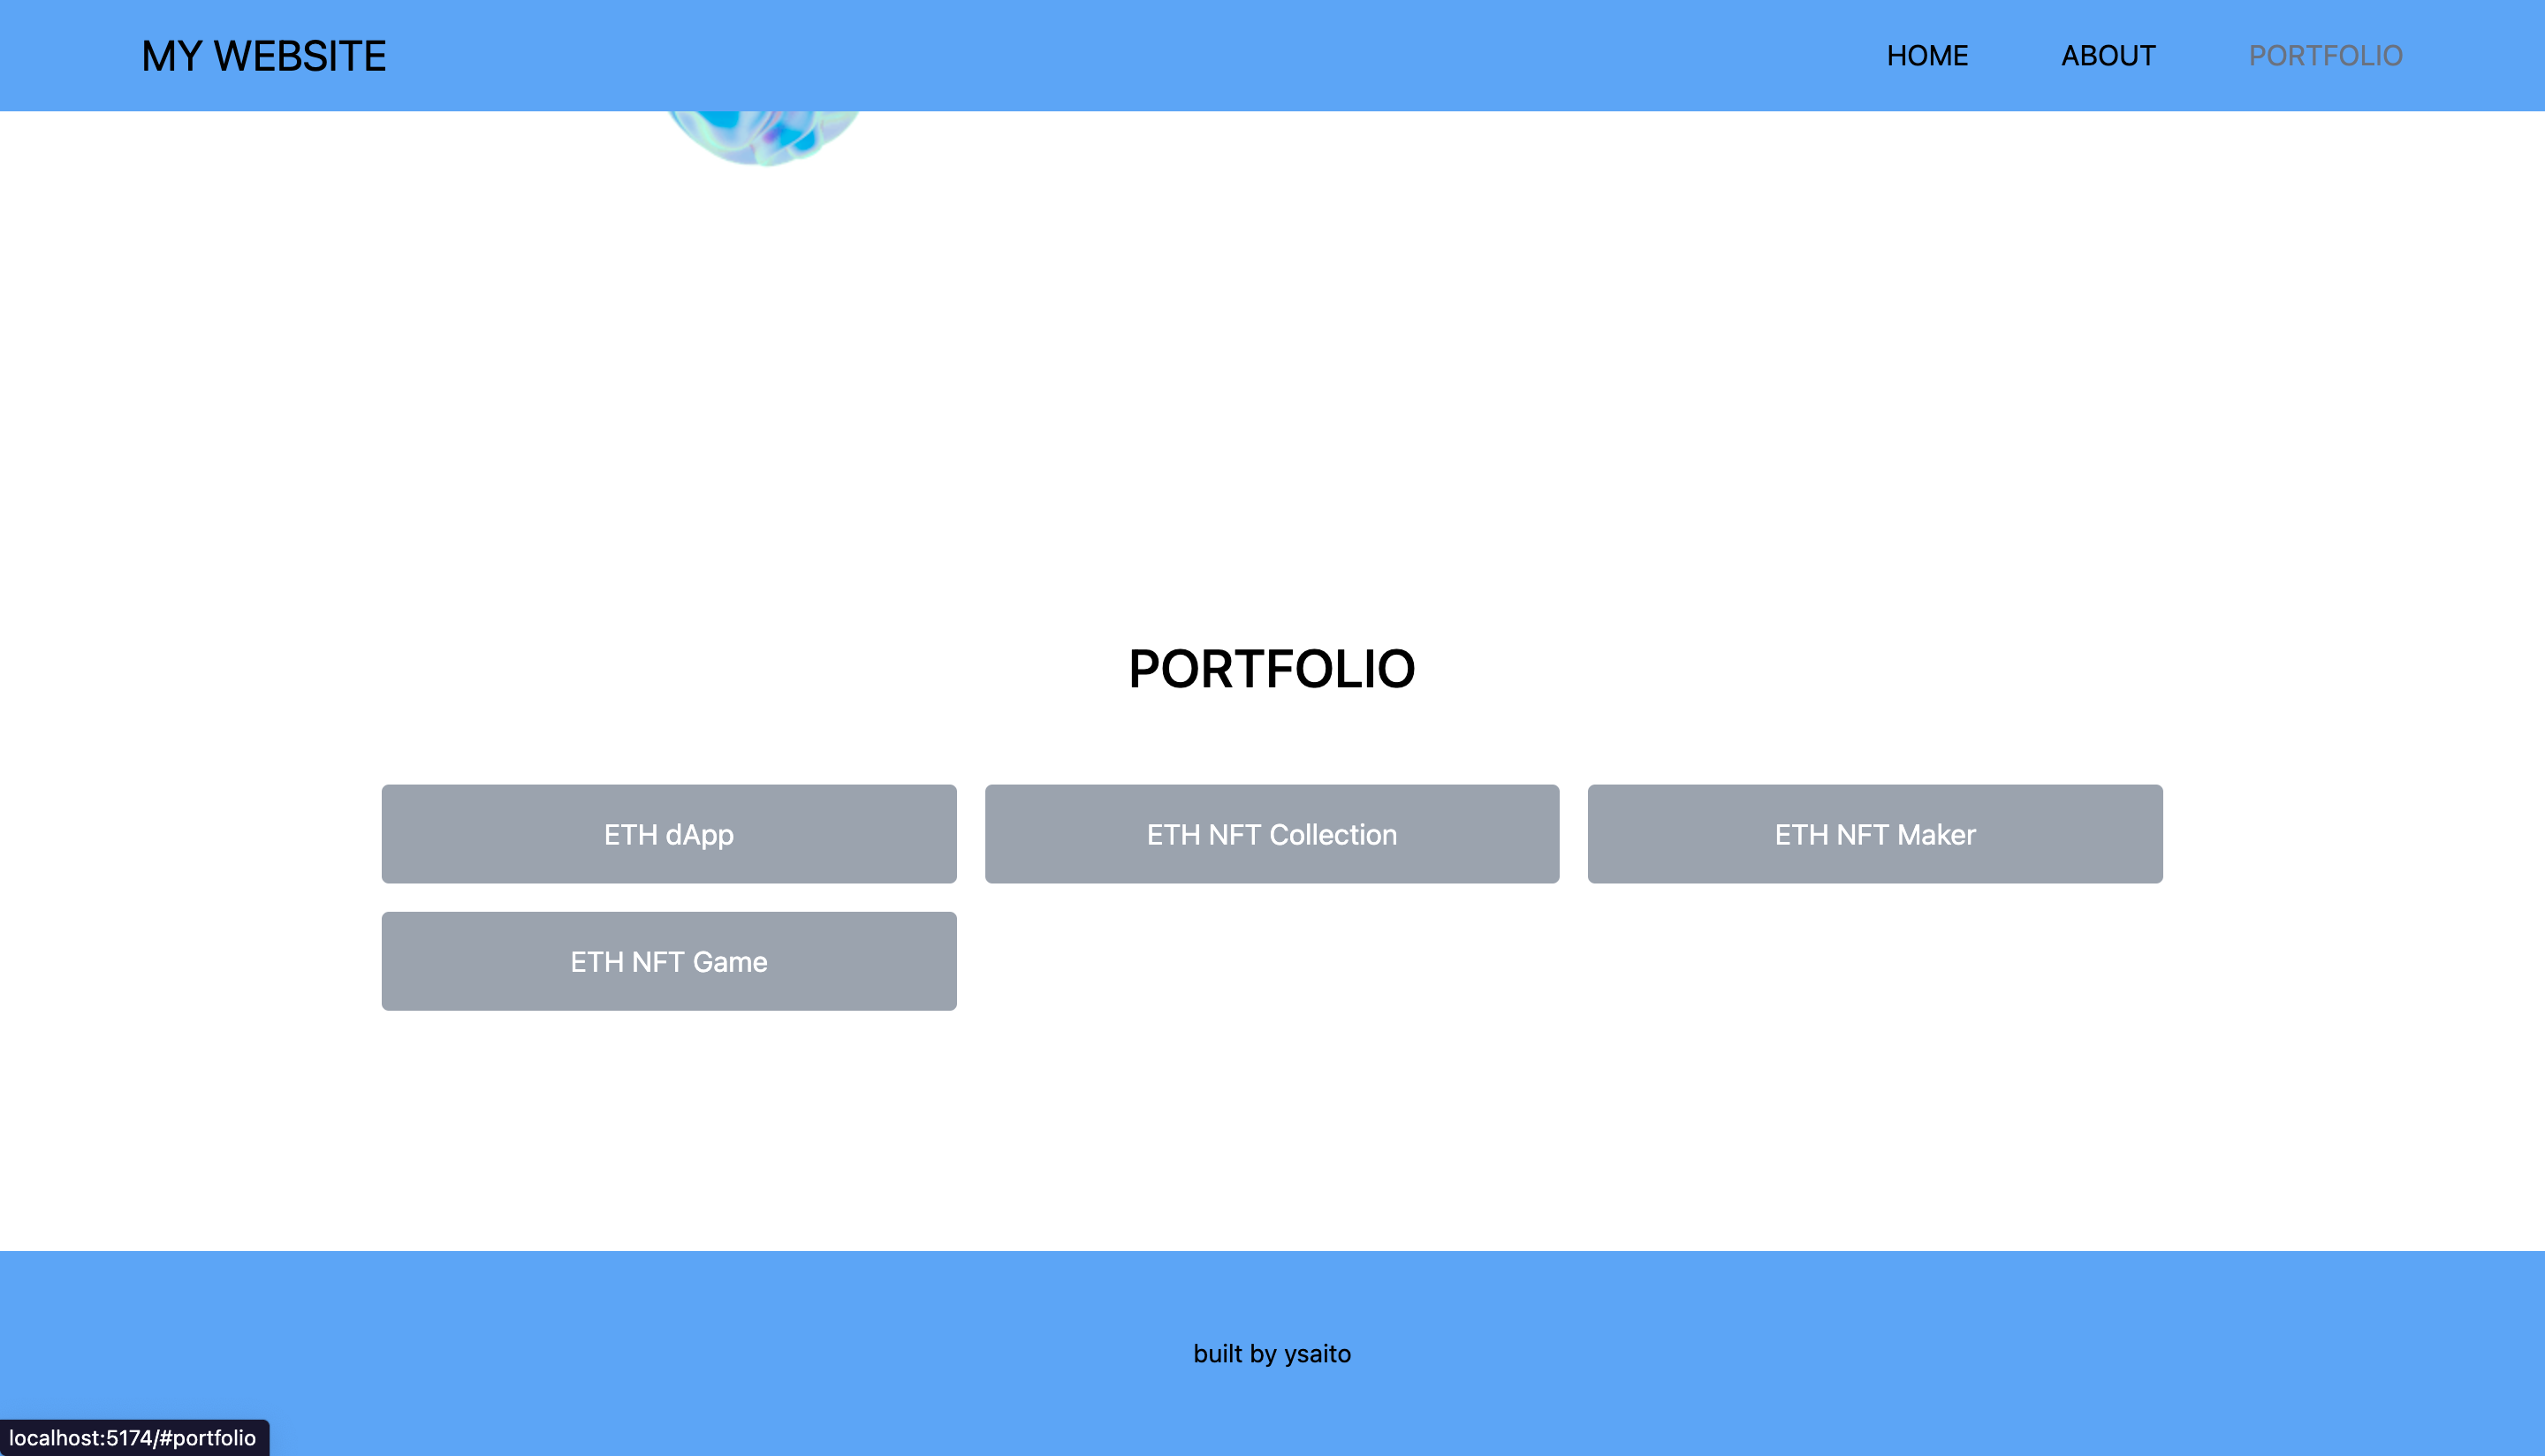 MY WEBSITE
HOME ABOUT PORTFOLIO
PORTFOLIO
ETH dApp
ETH NFT Collection
ETH NFT Maker
ETH NFT Game
built by ysaito
localhost:5174/#portfolio